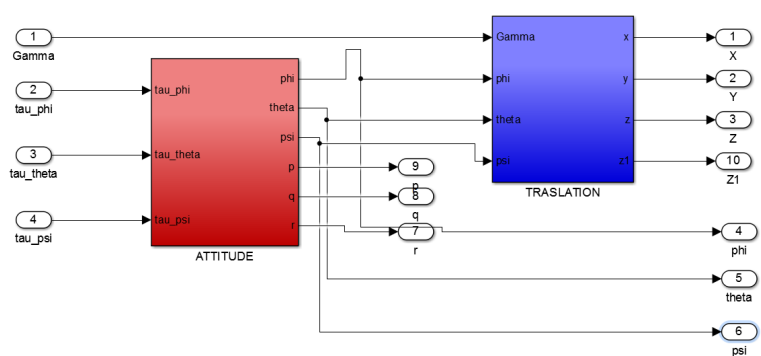 1
Gamma
2
tau_phi
3
tau_theta
4
tau_psi
tau_phi
tau_theta
tau_psi
phi
theta
psi
p
q
r
ATTITUDE
9
p
8
q
7
r
Gamma
phi
theta
psi
x
y
z
z1
TRASLATION
1
X
2
Y
3
Z
10
Z1
4
phi
5
theta
6
psi